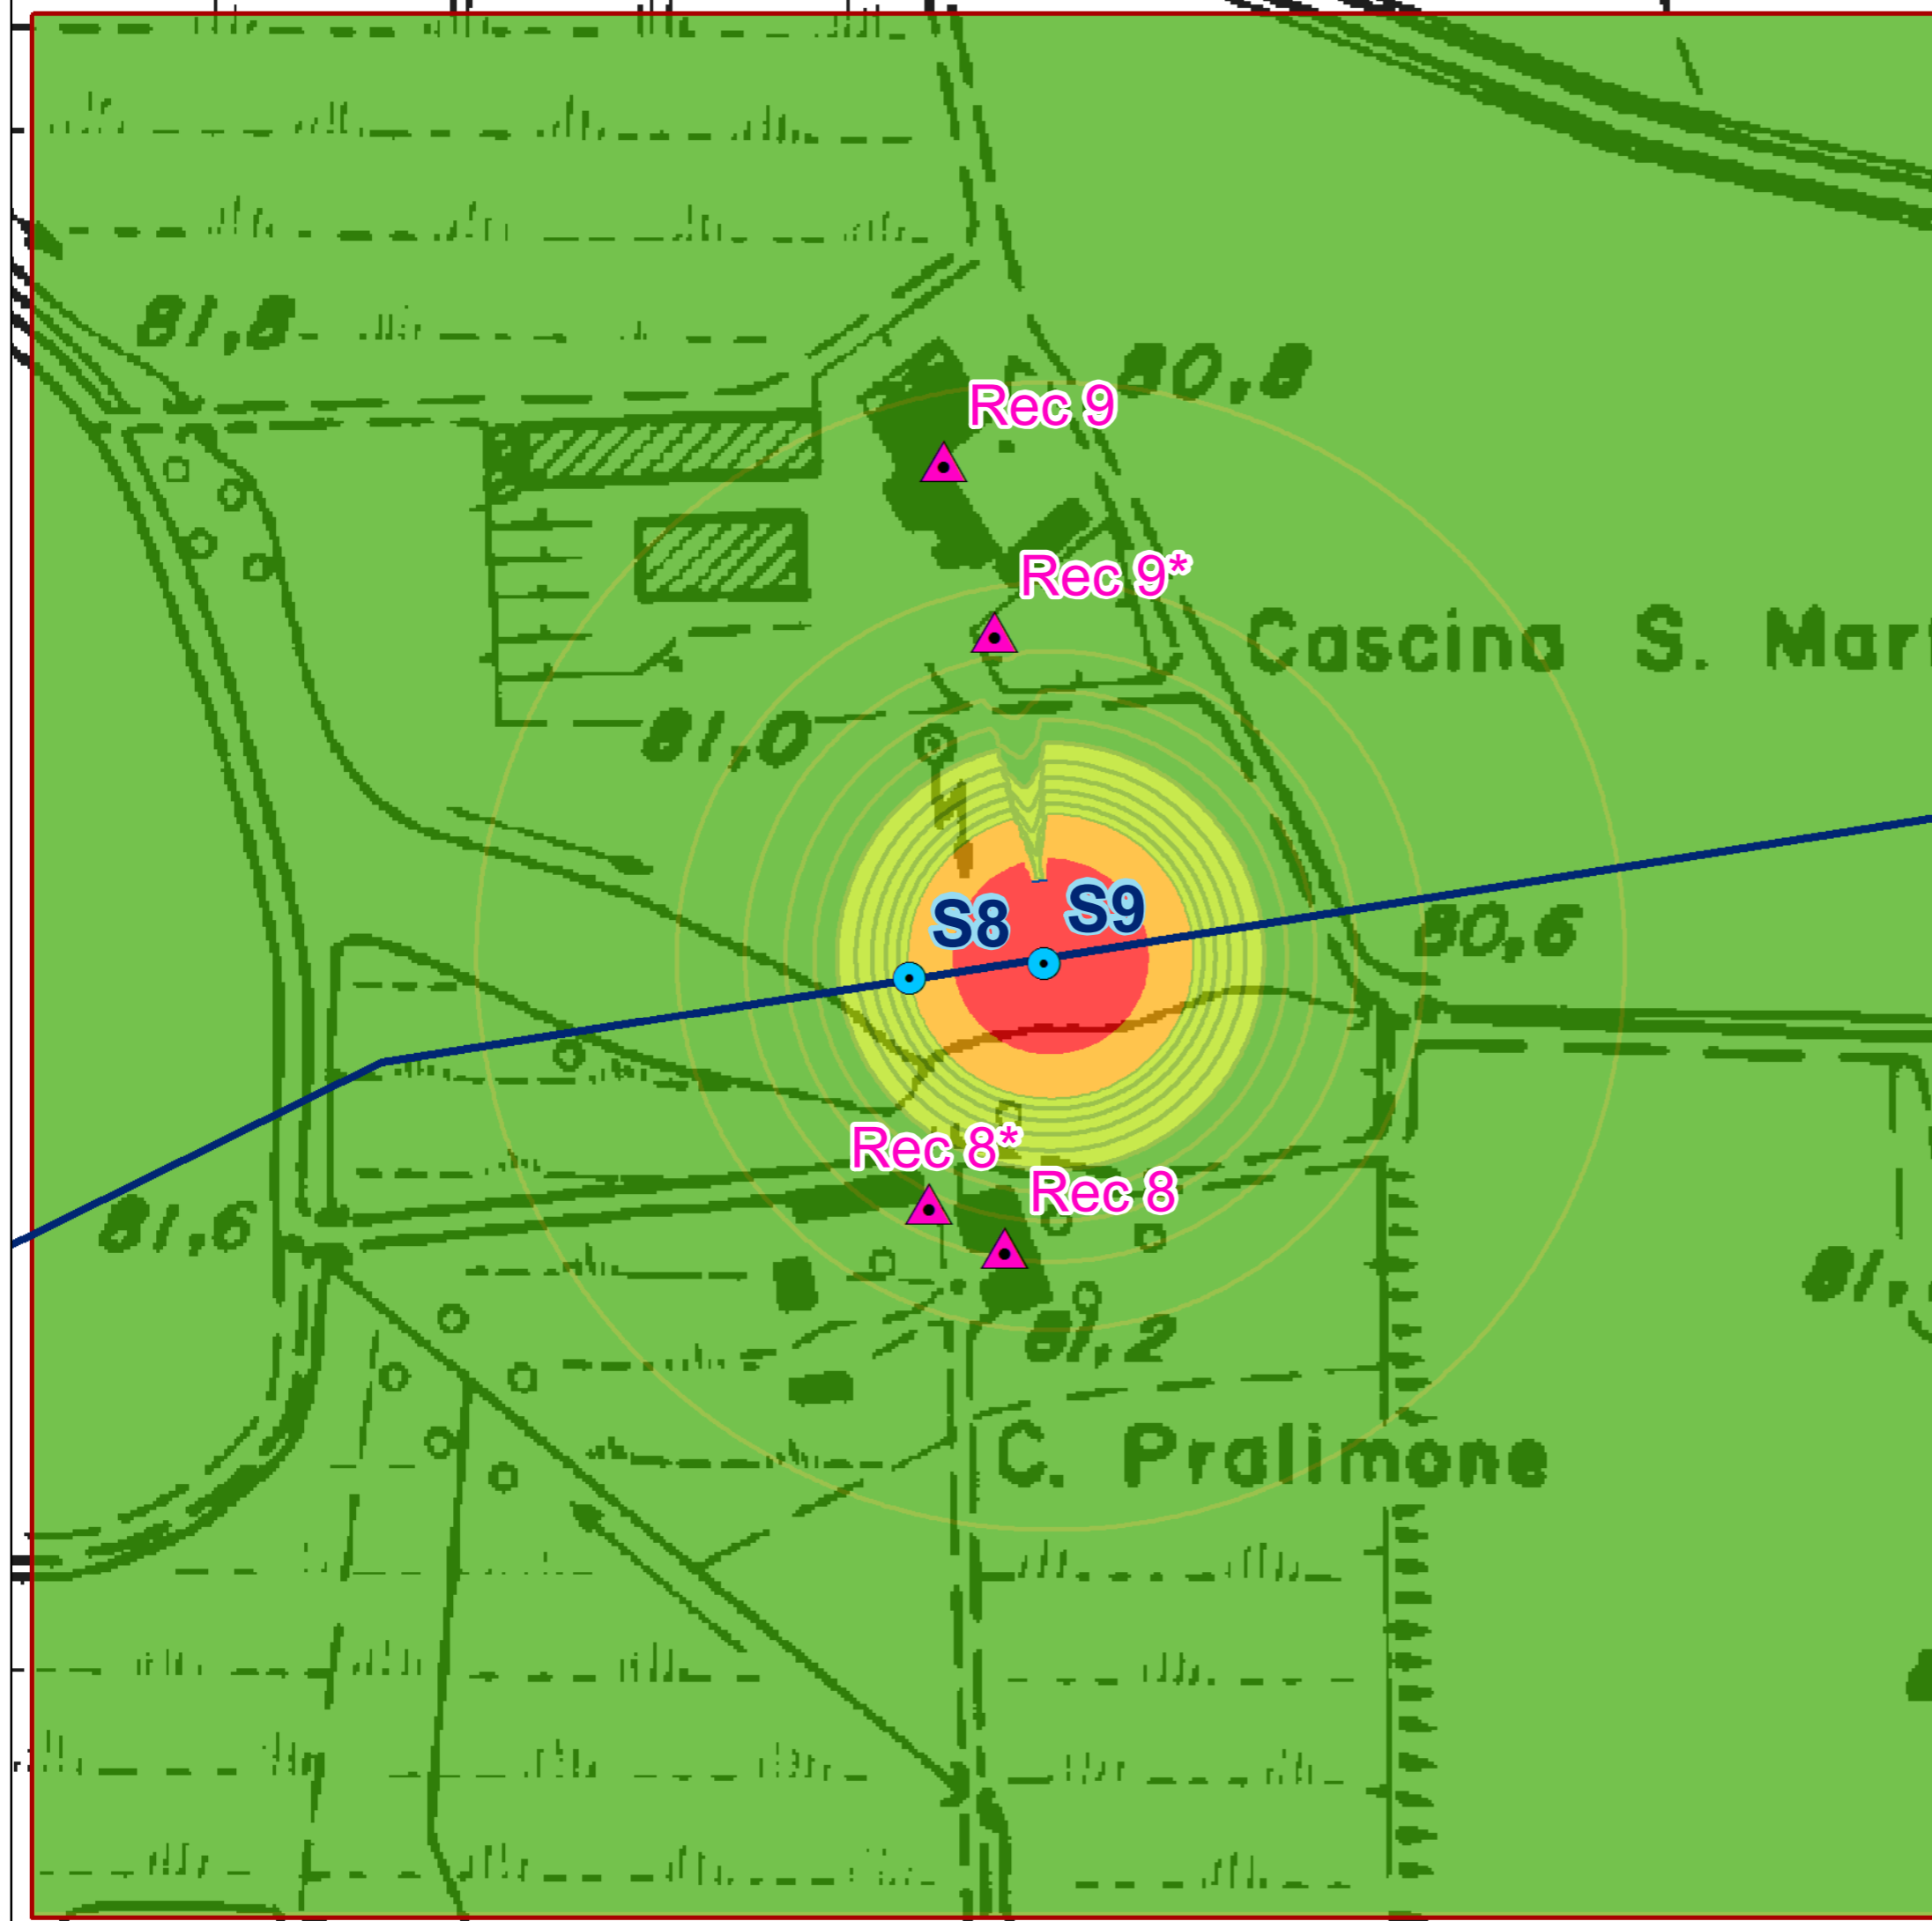 81,8
80,8
Rec 9
Rec 9*
Cascina S. Mar
81,0
S8
S9
80,6
Rec 8*
Rec 8
81,6
81,
81,2
C. Pralimone